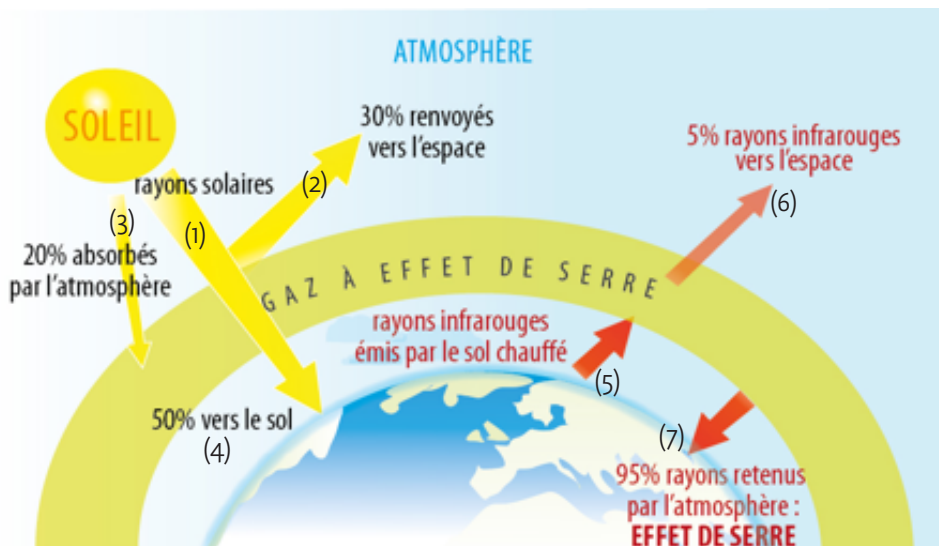 ATMOSPHÈRE
SOLEIL
30% renvoyés
vers l'espace
5% rayons infrarouges
vers l'espace
rayons solaires
(2)
(6)
(3)
(1)
20% absorbés
par l'atmosphère
GAZ À EFFET DE SERRE
rayons infrarouges
émis par le sol chauffé
(5)
50% vers le sol
(4)
(7)
95% rayons retenus
par l'atmosphère :
EFFET DE SERRE